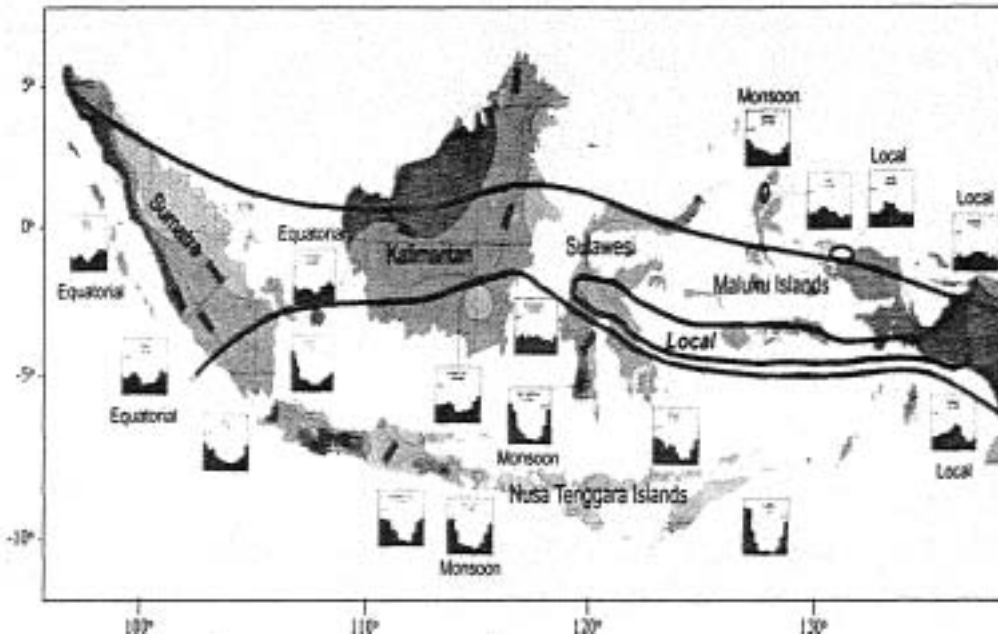 5°
Monsoon
Local
Local
0°
Sumatra
Equatorial
Kalimantan
Sulawesi
Maluku Islands
Equatorial
Local
-5°
Equatorial
Monsoon
Local
Nusa Tenggara Islands
-10°
Monsoon
100°
110°
120°
130°